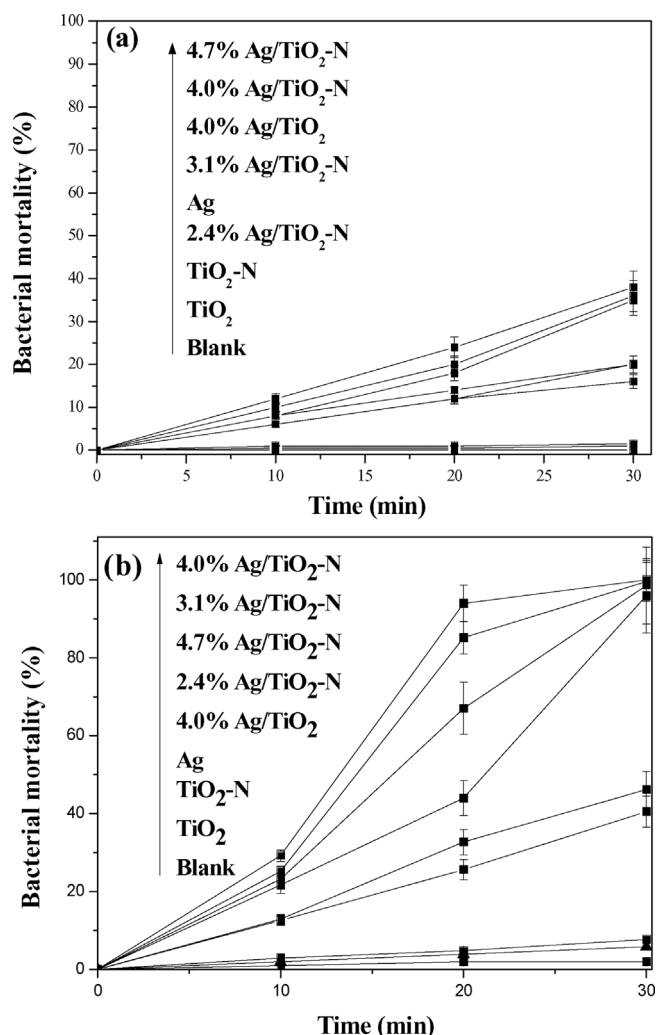 (a)
4.7% Ag/TiO₂-N
4.0% Ag/TiO₂-N
4.0% Ag/TiO₂
3.1% Ag/TiO₂-N
Ag
2.4% Ag/TiO₂-N
TiO₂-N
TiO₂
Blank
Bacterial mortality (%)
100
90
80
70
60
50
40
30
20
10
0
0 5 10 15 20 25 30
Time (min)
(b)
4.0% Ag/TiO₂-N
3.1% Ag/TiO₂-N
4.7% Ag/TiO₂-N
2.4% Ag/TiO₂-N
4.0% Ag/TiO₂
Ag
TiO₂-N
TiO₂
Blank
Bacterial mortality (%)
100
80
60
40
20
0
0 10 20 30
Time (min)